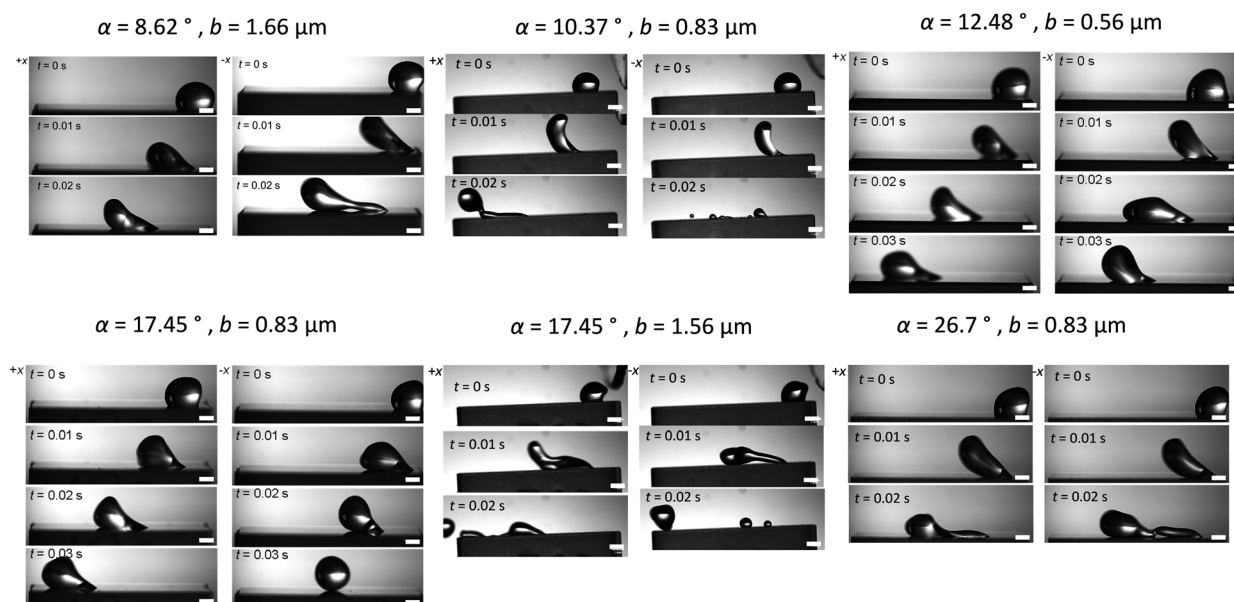 α = 8.62 ° , b = 1.66 μm
+x
t = 0 s
t = 0.01 s
t = 0.02 s
-x
t = 0 s
t = 0.01 s
t = 0.02 s
α = 10.37 ° , b = 0.83 μm
+x
t = 0 s
t = 0.01 s
t = 0.02 s
-x
t = 0 s
t = 0.01 s
t = 0.02 s
α = 12.48 ° , b = 0.56 μm
+x
t = 0 s
t = 0.01 s
t = 0.02 s
t = 0.03 s
-x
t = 0 s
t = 0.01 s
t = 0.02 s
t = 0.03 s
α = 17.45 ° , b = 0.83 μm
+x
t = 0 s
t = 0.01 s
t = 0.02 s
t = 0.03 s
-x
t = 0 s
t = 0.01 s
t = 0.02 s
t = 0.03 s
α = 17.45 ° , b = 1.56 μm
+x
t = 0 s
t = 0.01 s
t = 0.02 s
-x
t = 0 s
t = 0.01 s
t = 0.02 s
α = 26.7 ° , b = 0.83 μm
+x
t = 0 s
t = 0.01 s
t = 0.02 s
-x
t = 0 s
t = 0.01 s
t = 0.02 s